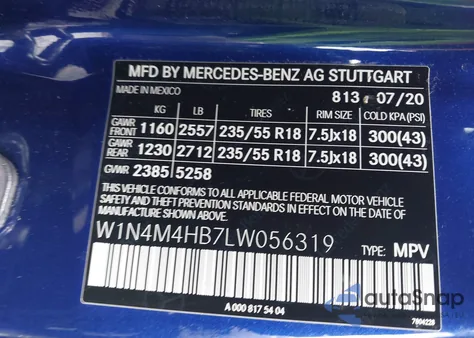 MFD BY MERCEDES-BENZ AG STUTTGART
MADE IN MEXICO 813 07/20
KG LB TIRES RIM SIZE COLD KPA(PSI)
GAWR FRONT 1160 2557 235/55 R18 7.5Jx18 300(43)
GAWR REAR 1230 2712 235/55 R18 7.5Jx18 300(43)
GVWR 2385 5258
THIS VEHICLE CONFORMS TO ALL APPLICABLE FEDERAL MOTOR VEHICLE
SAFETY, BUMPER, AND THEFT PREVENTION STANDARDS IN
EFFECT ON THE DATE OF MANUFACTURE SHOWN ABOVE.
W1N4M4HB7LW056319 TYPE: MPV
A 000 817 54 04
autoSnap